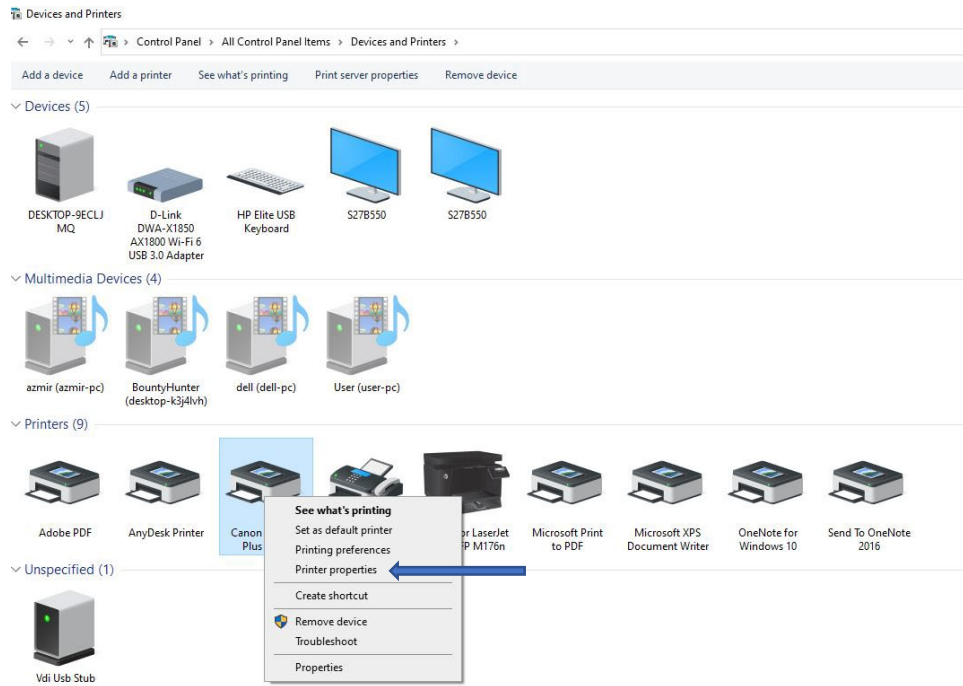 Devices and Printers
Control Panel > All Control Panel Items > Devices and Printers >
Add a device Add a printer See what's printing Print server properties Remove device
Devices (5)
DESKTOP-9ECLJ
MQ
D-Link
DWA-X1850
AX1800 Wi-Fi 6
USB 3.0 Adapter
HP Elite USB
Keyboard
S27B550
S27B550
Multimedia Devices (4)
azmir (azmir-pc)
BountyHunter
(desktop-k3j4lvh)
dell (dell-pc)
User (user-pc)
Printers (9)
Adobe PDF
AnyDesk Printer
Canon
Plus
LaserJet
M176n
Microsoft Print
to PDF
Microsoft XPS
Document Writer
OneNote for
Windows 10
Send To OneNote
2016
See what's printing
Set as default printer
Printing preferences
Printer properties
Create shortcut
Remove device
Troubleshoot
Properties
Unspecified (1)
Vdi Usb Stub